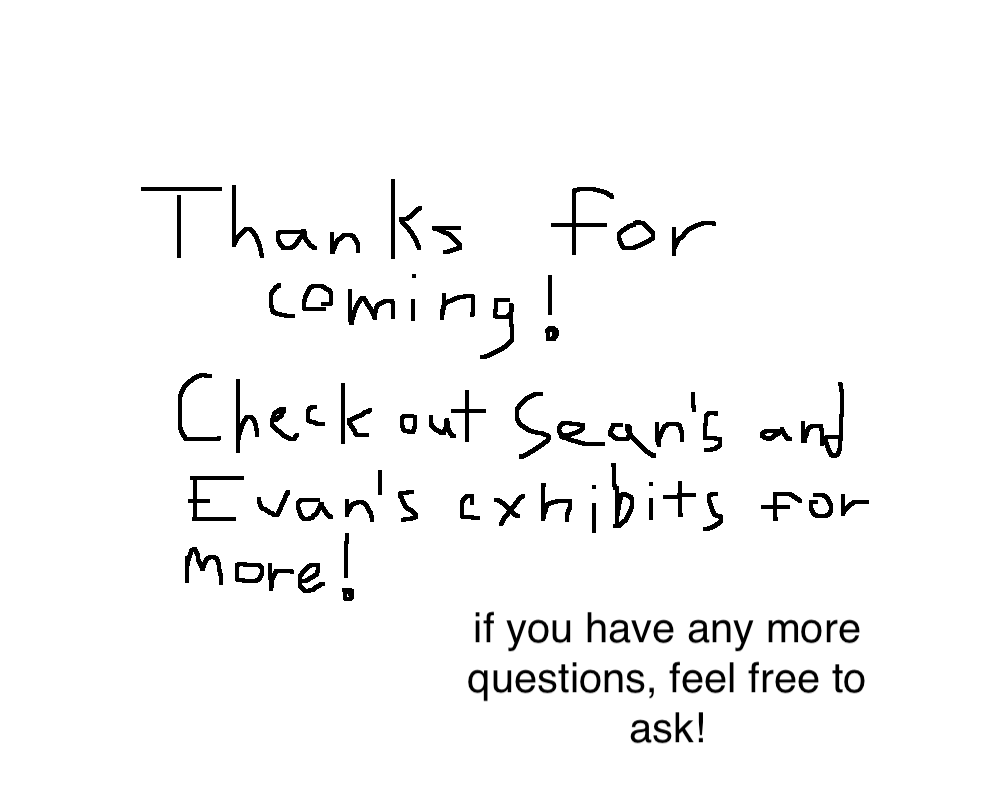 Thanks for
coming!
Check out Sean's and
Evan's exhibits for
more!
if you have any more
questions, feel free to
ask!